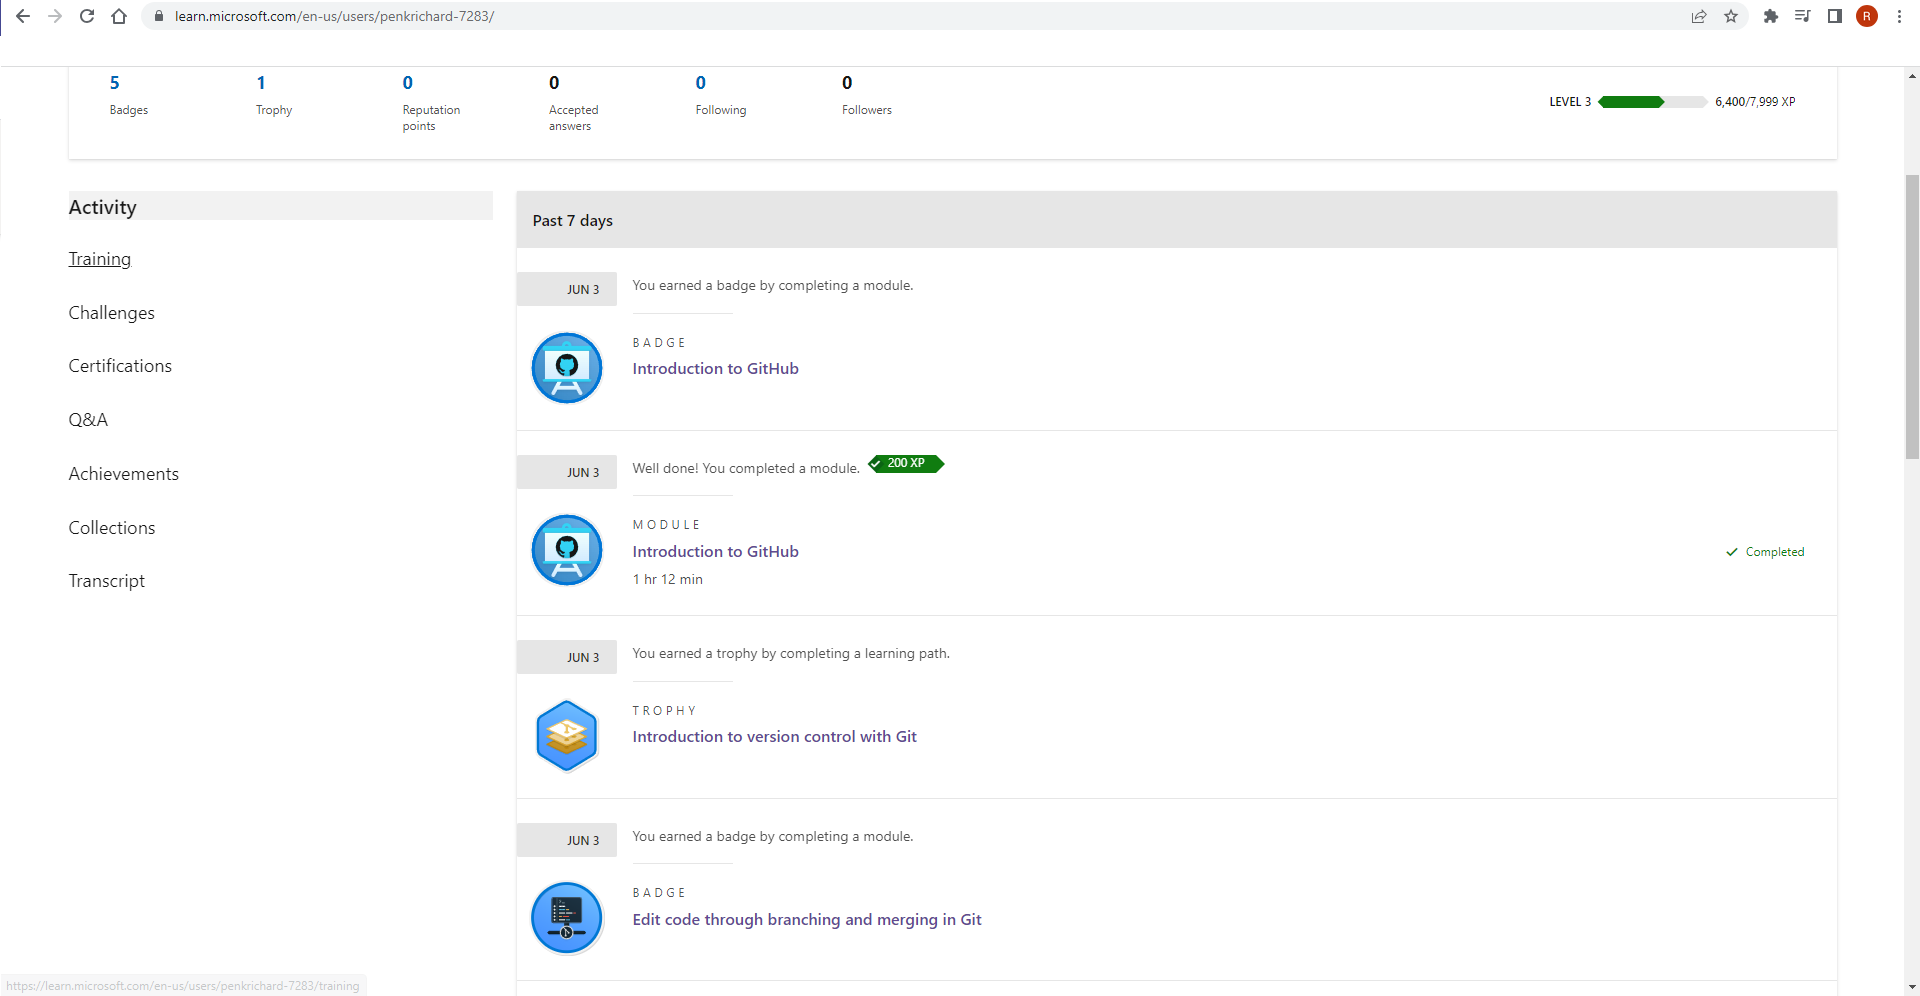 learn.microsoft.com/en-us/users/penkrichard-7283/
R
5
Badges
1
Trophy
0
Reputation
points
0
Accepted
answers
0
Following
0
Followers
LEVEL 3
6,400/7,999 XP
Activity
Training
Challenges
Certifications
Q&A
Achievements
Collections
Transcript
Past 7 days
JUN 3
You earned a badge by completing a module.
BADGE
Introduction to GitHub
JUN 3
Well done! You completed a module.
200 XP
MODULE
Introduction to GitHub
1 hr 12 min
Completed
JUN 3
You earned a trophy by completing a learning path.
TROPHY
Introduction to version control with Git
JUN 3
You earned a badge by completing a module.
BADGE
Edit code through branching and merging in Git
https://learn.microsoft.com/en-us/users/penkrichard-7283/training